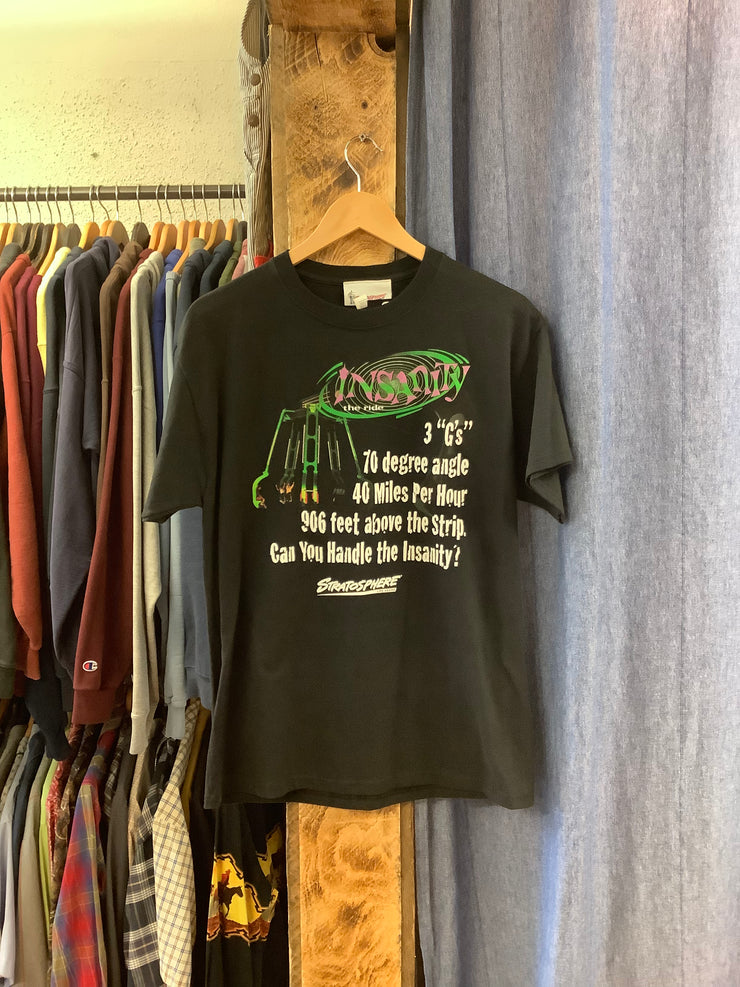 INSANITY
the ride
3 "G's"
70 degree angle
40 Miles Per Hour
906 feet above the Strip.
Can You Handle the Insanity?
STRATOSPHERE